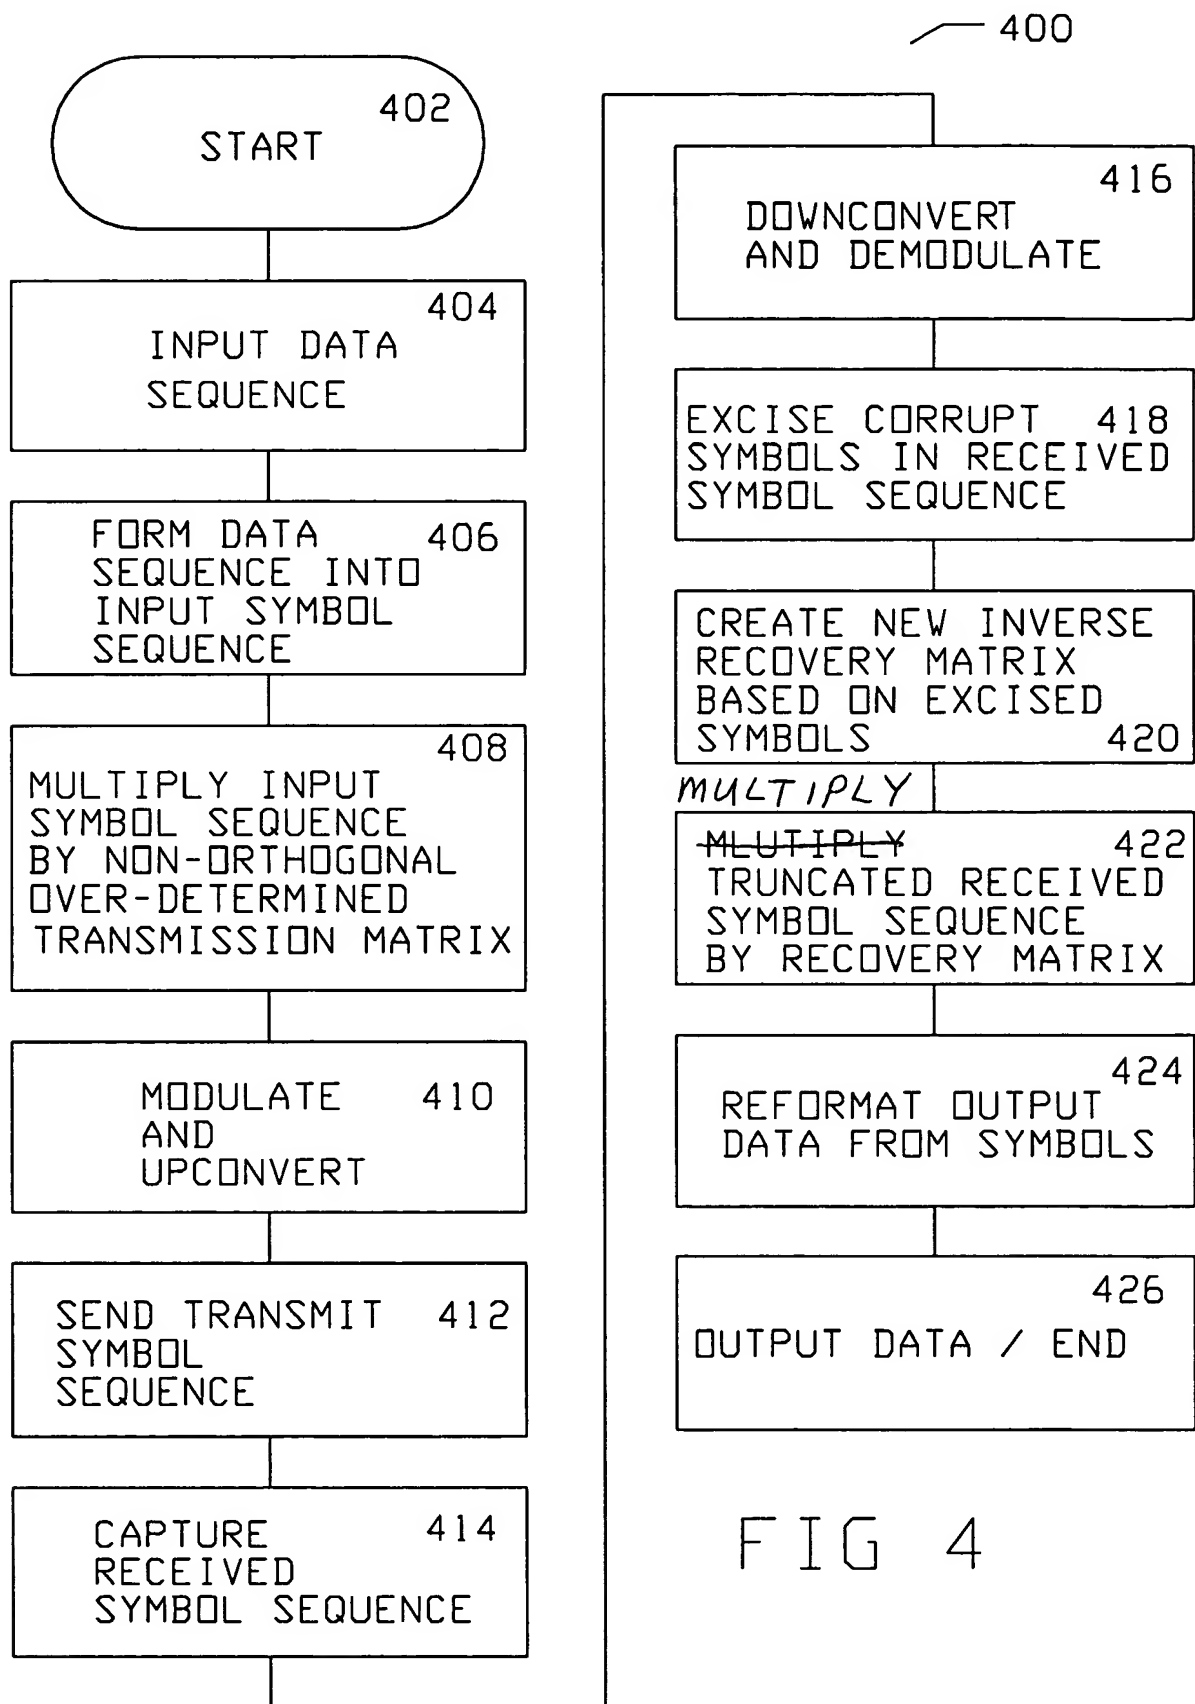 400
402
START
404
INPUT DATA
SEQUENCE
FORM DATA 406
SEQUENCE INTO
INPUT SYMBOL
SEQUENCE
408
MULTIPLY INPUT
SYMBOL SEQUENCE
BY NON-ORTHOGONAL
OVER-DETERMINED
TRANSMISSION MATRIX
MODULATE 410
AND
UPCONVERT
SEND TRANSMIT 412
SYMBOL
SEQUENCE
CAPTURE 414
RECEIVED
SYMBOL SEQUENCE
416
DOWNCONVERT
AND DEMODULATE
EXCISE CORRUPT 418
SYMBOLS IN RECEIVED
SYMBOL SEQUENCE
CREATE NEW INVERSE
RECOVERY MATRIX
BASED ON EXCISED
SYMBOLS 420
MULTIPLY
MLUTIPLY 422
TRUNCATED RECEIVED
SYMBOL SEQUENCE
BY RECOVERY MATRIX
424
REFORMAT OUTPUT
DATA FROM SYMBOLS
426
OUTPUT DATA / END
FIG 4